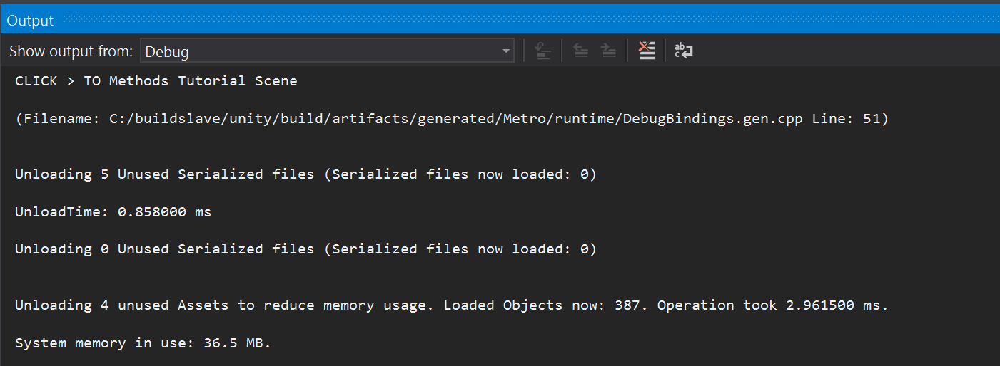 Output
Show output from: Debug
CLICK > TO Methods Tutorial Scene
(Filename: C:/buildslave/unity/build/artifacts/generated/Metro/runtime/DebugBindings.gen.cpp Line: 51)
Unloading 5 Unused Serialized files (Serialized files now loaded: 0)
UnloadTime: 0.858000 ms
Unloading 0 Unused Serialized files (Serialized files now loaded: 0)
Unloading 4 unused Assets to reduce memory usage. Loaded Objects now: 387. Operation took 2.961500 ms.
System memory in use: 36.5 MB.